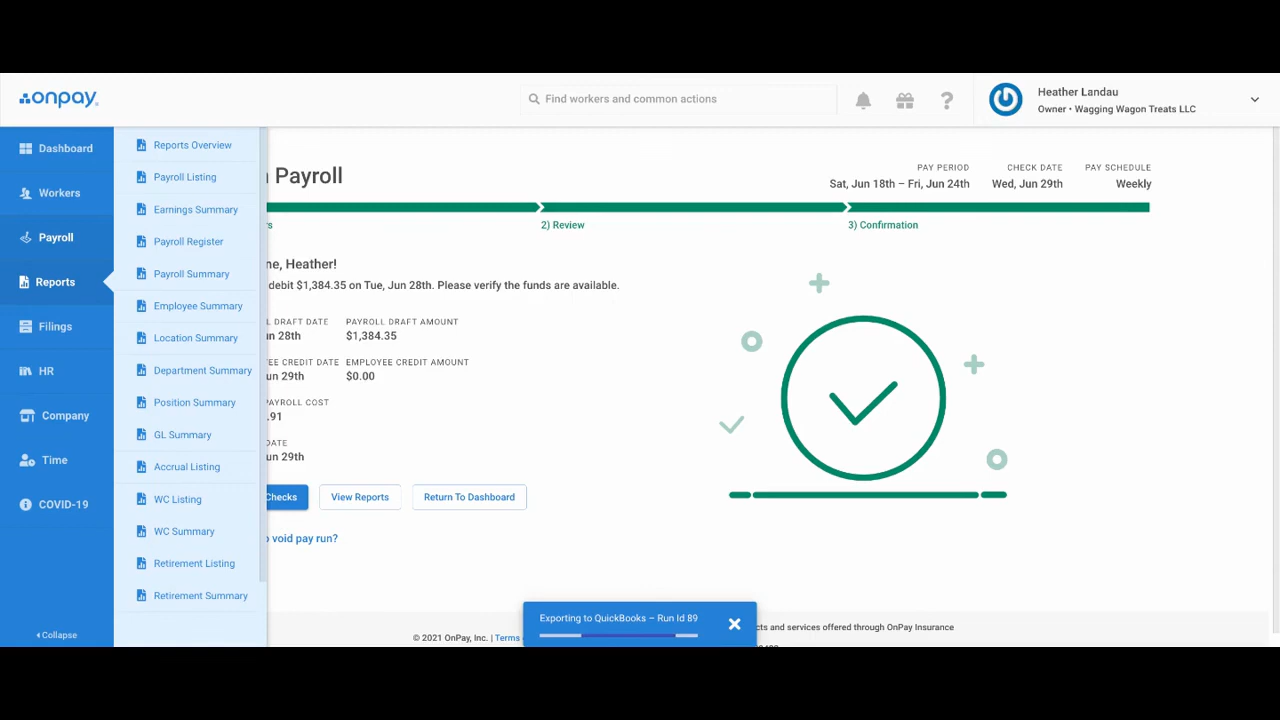 onpay
Find workers and common actions
Heather Landau
Owner • Wagging Wagon Treats LLC
Dashboard
Workers
Payroll
Reports
Filings
HR
Company
Time
COVID-19
Collapse
Reports Overview
Payroll Listing
Earnings Summary
Payroll Register
Payroll Summary
Employee Summary
Location Summary
Department Summary
Position Summary
GL Summary
Accrual Listing
WC Listing
WC Summary
Retirement Listing
Retirement Summary
Payroll
PAY PERIOD
Sat, Jun 18th – Fri, Jun 24th
CHECK DATE
Wed, Jun 29th
PAY SCHEDULE
Weekly
rs
2) Review
3) Confirmation
ne, Heather!
debit $1,384.35 on Tue, Jun 28th. Please verify the funds are available.
L DRAFT DATE
un 28th
PAYROLL DRAFT AMOUNT
$1,384.35
EE CREDIT DATE
un 29th
EMPLOYEE CREDIT AMOUNT
$0.00
PAYROLL COST
.91
DATE
un 29th
Checks
View Reports
Return To Dashboard
o void pay run?
Exporting to QuickBooks – Run Id 89
© 2021 OnPay, Inc. | Terms
cts and services offered through OnPay Insurance